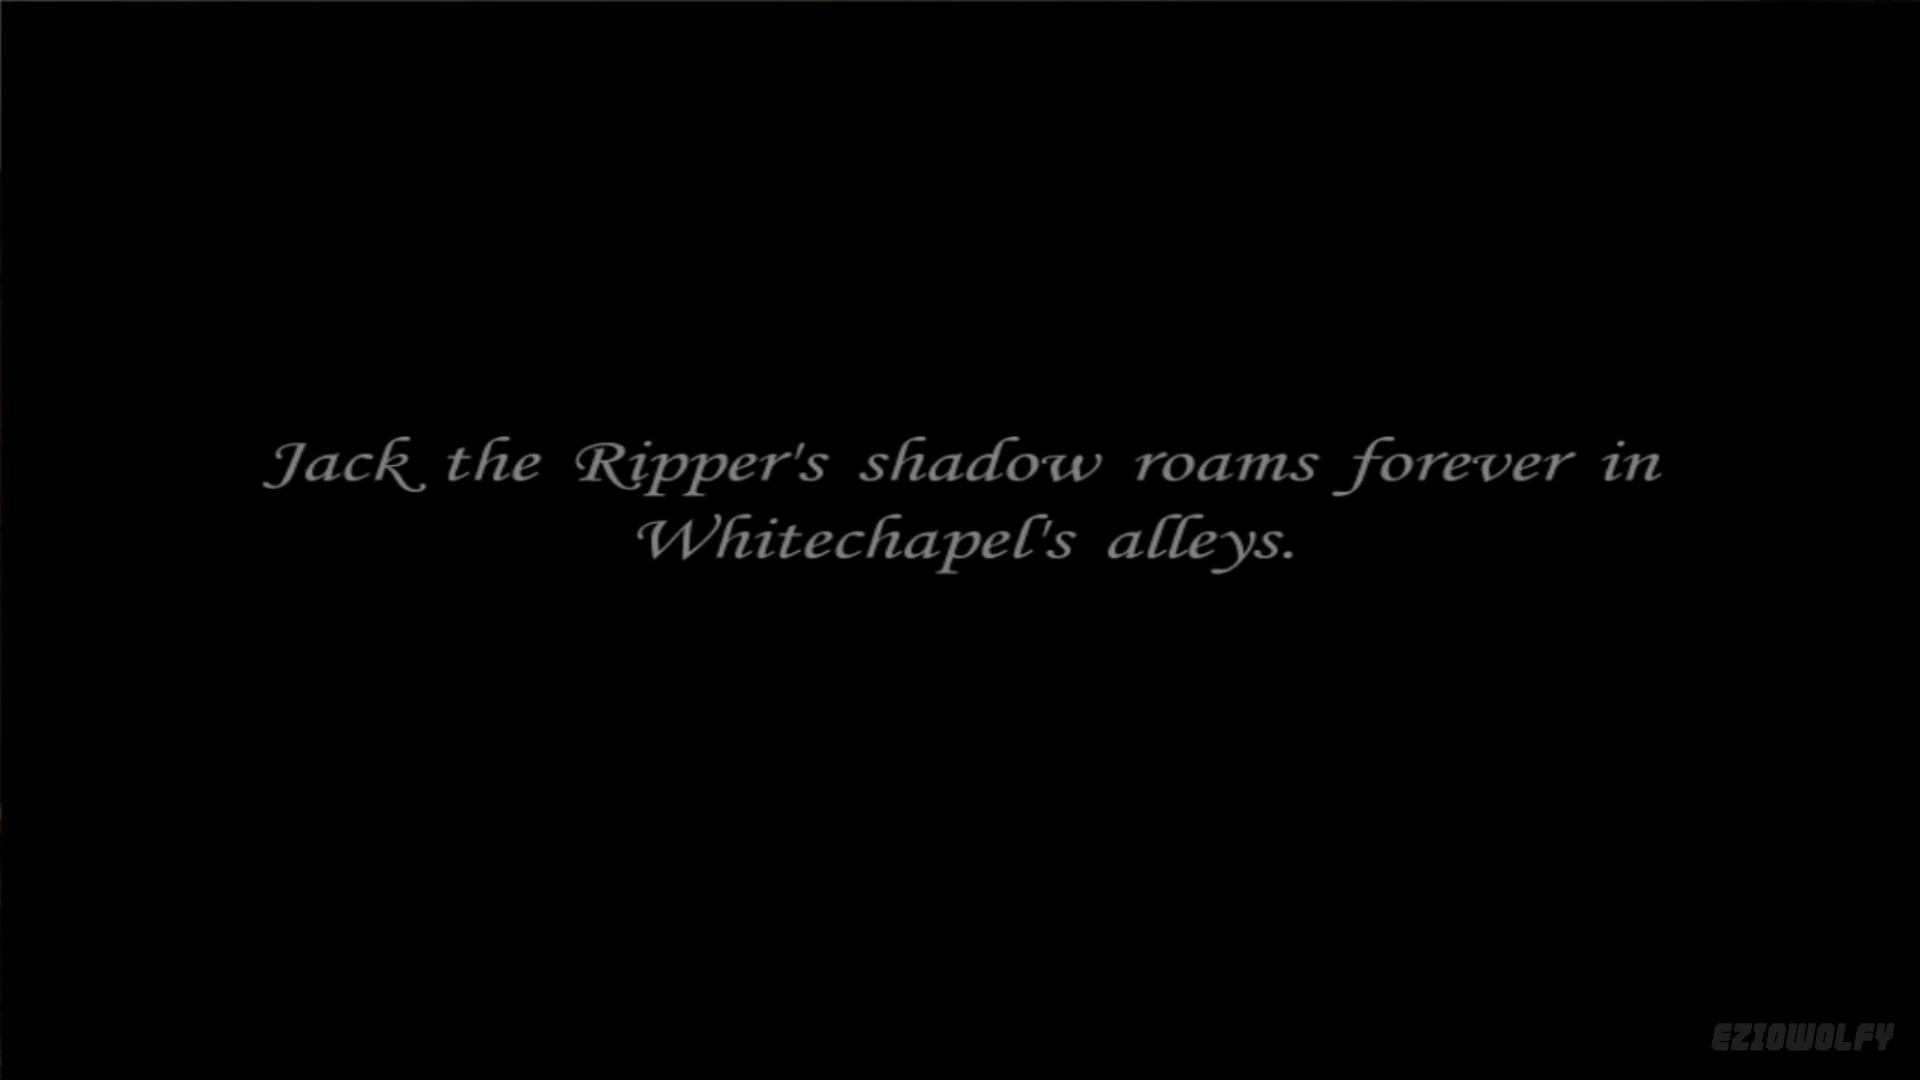 Jack the Ripper's shadow roams forever in
Whitechapel's alleys.
EZIOWOLFY